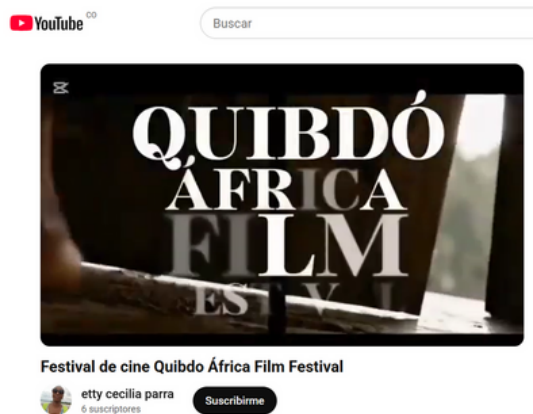 YouTube CO
Buscar
QUIBDÓ
ÁFRICA
FILM
FESTIVAL
Festival de cine Quibdo África Film Festival
etty cecilia parra
6 suscriptores
Suscribirme